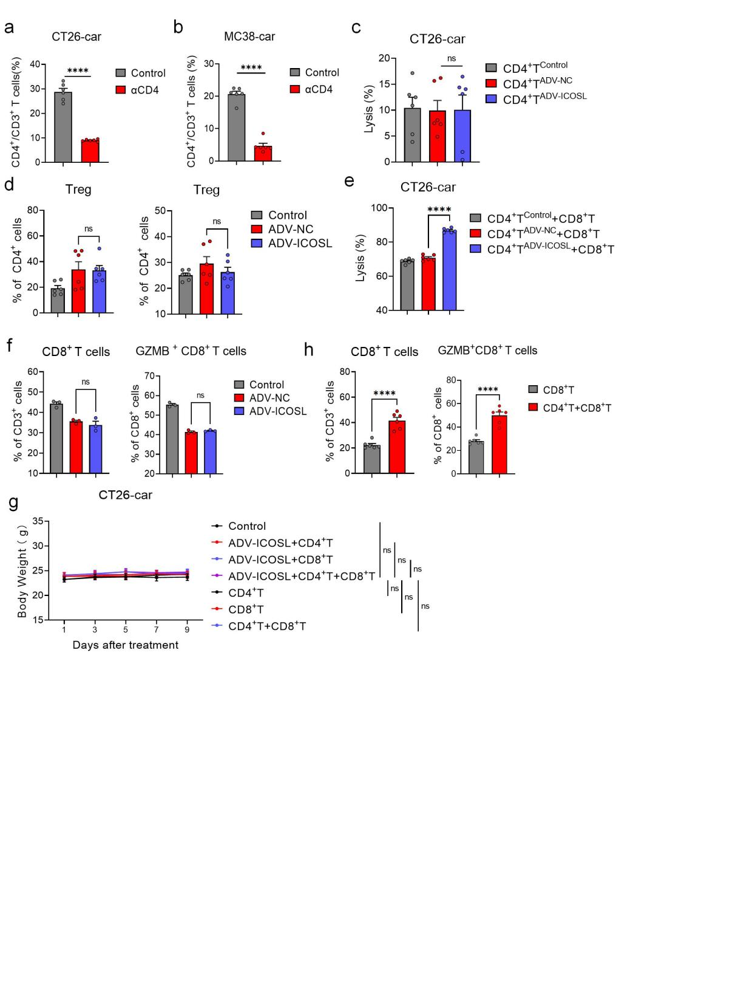 a
CT26-car
CD4⁺/CD3⁺ T cells(%)
40
30
20
10
0
****
Control
αCD4
b
MC38-car
CD4⁺/CD3⁺ T cells (%)
30
20
10
0
****
Control
αCD4
c
CT26-car
Lysis (%)
20
15
10
5
0
ns
CD4⁺T^Control
CD4⁺T^ADV-NC
CD4⁺T^ADV-ICOSL
d
Treg
% of CD4⁺ cells
80
60
40
20
0
ns
Treg
% of CD4⁺ cells
50
40
30
20
10
ns
Control
ADV-NC
ADV-ICOSL
e
CT26-car
Lysis (%)
100
80
60
40
****
CD4⁺T^Control+CD8⁺T
CD4⁺T^ADV-NC+CD8⁺T
CD4⁺T^ADV-ICOSL+CD8⁺T
f
CD8⁺ T cells
% of CD3⁺ cells
60
50
40
30
20
10
ns
GZMB ⁺ CD8⁺ T cells
% of CD8⁺ cells
70
60
50
40
30
20
ns
Control
ADV-NC
ADV-ICOSL
h
CD8⁺ T cells
% of CD3⁺ cells
80
60
40
20
0
****
GZMB⁺CD8⁺ T cells
% of CD8⁺ cells
80
60
40
20
0
****
CD8⁺T
CD4⁺T+CD8⁺T
g
CT26-car
Body Weight ( g)
35
30
25
20
15
1 3 5 7 9
Days after treatment
Control
ADV-ICOSL+CD4⁺T
ADV-ICOSL+CD8⁺T
ADV-ICOSL+CD4⁺T+CD8⁺T
CD4⁺T
CD8⁺T
CD4⁺T+CD8⁺T
ns
ns
ns
ns
ns
ns